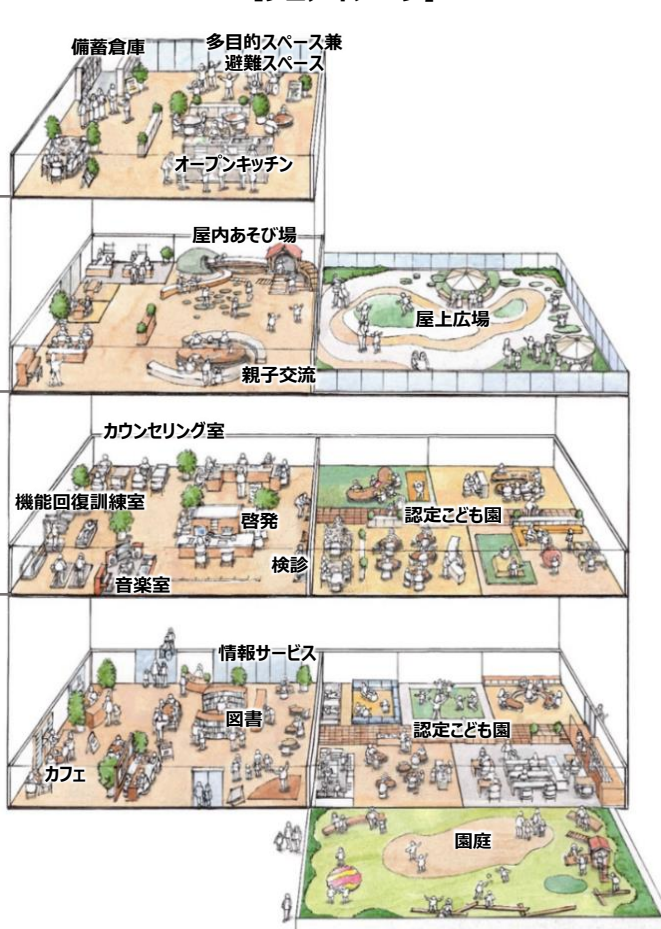 備蓄倉庫
多目的スペース兼
避難スペース
オープンキッチン
屋内あそび場
屋上広場
親子交流
カウンセリング室
機能回復訓練室
啓発
認定こども園
検診
音楽室
情報サービス
図書
認定こども園
カフェ
園庭